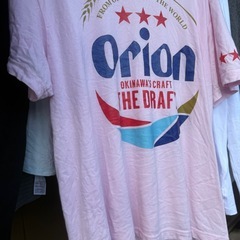 FROM
THE WORLD
Orion
OKINAWA'S CRAFT
THE DRAF